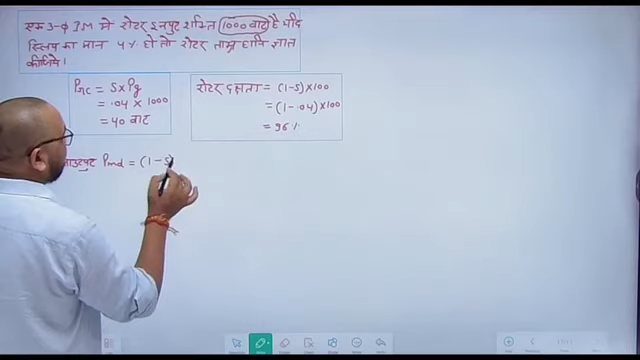 एक 3-Φ IM मे रोटर इनपुट शक्ति 1000 वाट है यदि
स्लिप का मान 4% हो तो रोटर ताम्र हानि ज्ञात
कीजिये।
Prc = S×Pg
= .04 × 1000
= 40 वाट
रोटर दक्षता = (1-S)×100
= (1-.04)×100
= 96%
आउटपुट Pmd = (1-S)